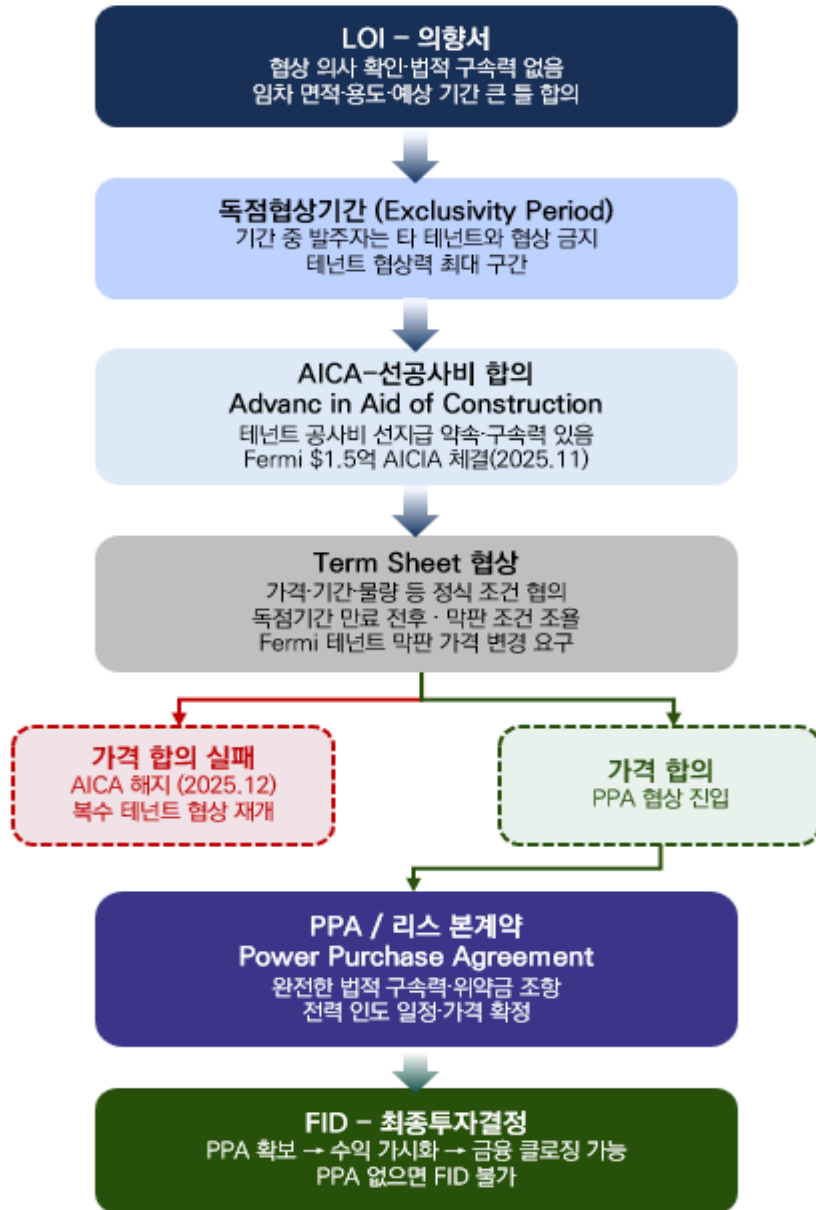 LOI – 의향서
협상 의사 확인·법적 구속력 없음
임차 면적·용도·예상 기간 큰 틀 합의
독점협상기간 (Exclusivity Period)
기간 중 발주자는 타 테넌트와 협상 금지
테넌트 협상력 최대 구간
AICA–선공사비 합의
Advanc in Aid of Construction
테넌트 공사비 선지급 약속·구속력 있음
Fermi $1.5억 AICIA 체결(2025.11)
Term Sheet 협상
가격·기간·물량 등 정식 조건 협의
독점기간 만료 전후 · 막판 조건 조율
Fermi 테넌트 막판 가격 변경 요구
가격 합의 실패
AICA 해지 (2025.12)
복수 테넌트 협상 재개
가격 합의
PPA 협상 진입
PPA / 리스 본계약
Power Purchase Agreement
완전한 법적 구속력·위약금 조항
전력 인도 일정·가격 확정
FID – 최종투자결정
PPA 확보 → 수익 가시화 → 금융 클로징 가능
PPA 없으면 FID 불가